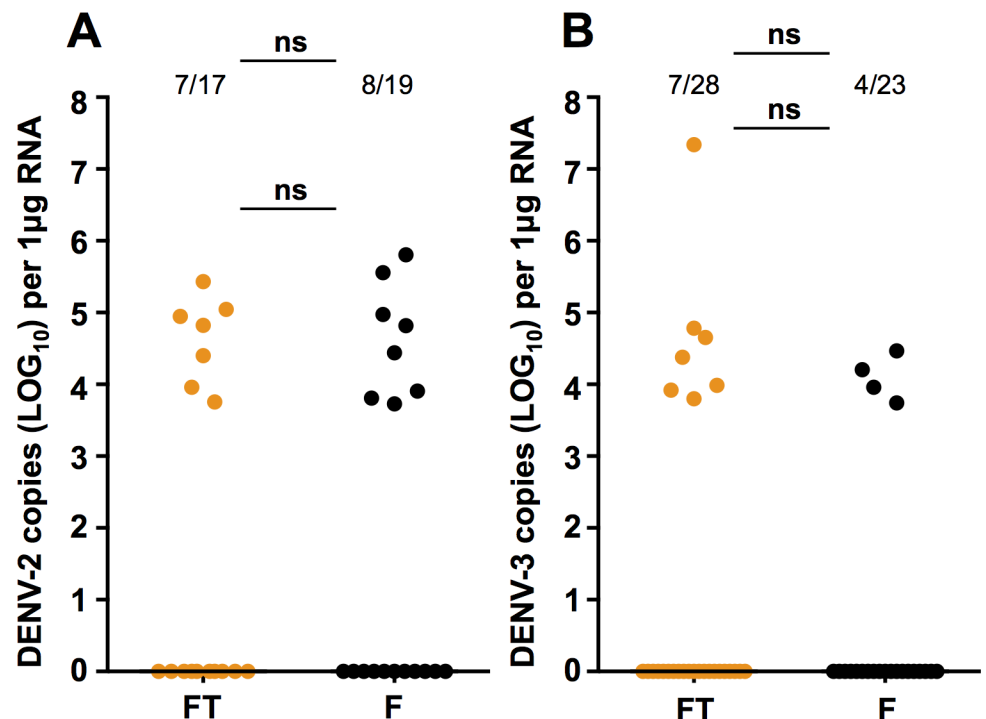 A
ns
7/17
8/19
ns
DENV-2 copies (LOG10) per 1µg RNA
8
7
6
5
4
3
2
1
0
FT
F
B
ns
7/28
4/23
ns
DENV-3 copies (LOG10) per 1µg RNA
8
7
6
5
4
3
2
1
0
FT
F